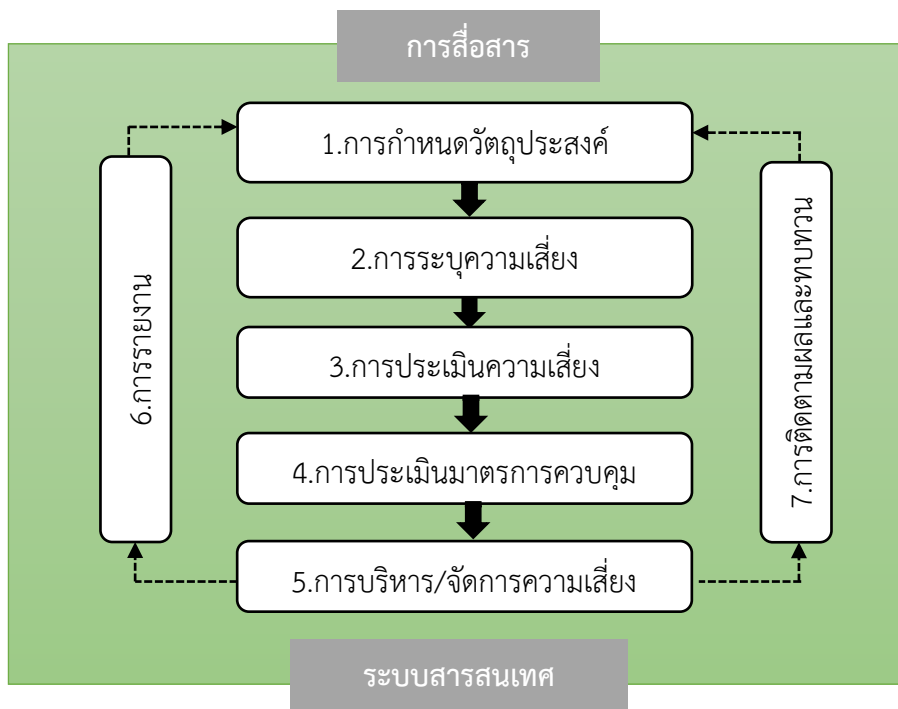 การสื่อสาร
1.การกำหนดวัตถุประสงค์
2.การระบุความเสี่ยง
3.การประเมินความเสี่ยง
4.การประเมินมาตรการควบคุม
5.การบริหาร/จัดการความเสี่ยง
6.การรายงาน
7.การติดตามผลและทบทวน
ระบบสารสนเทศ